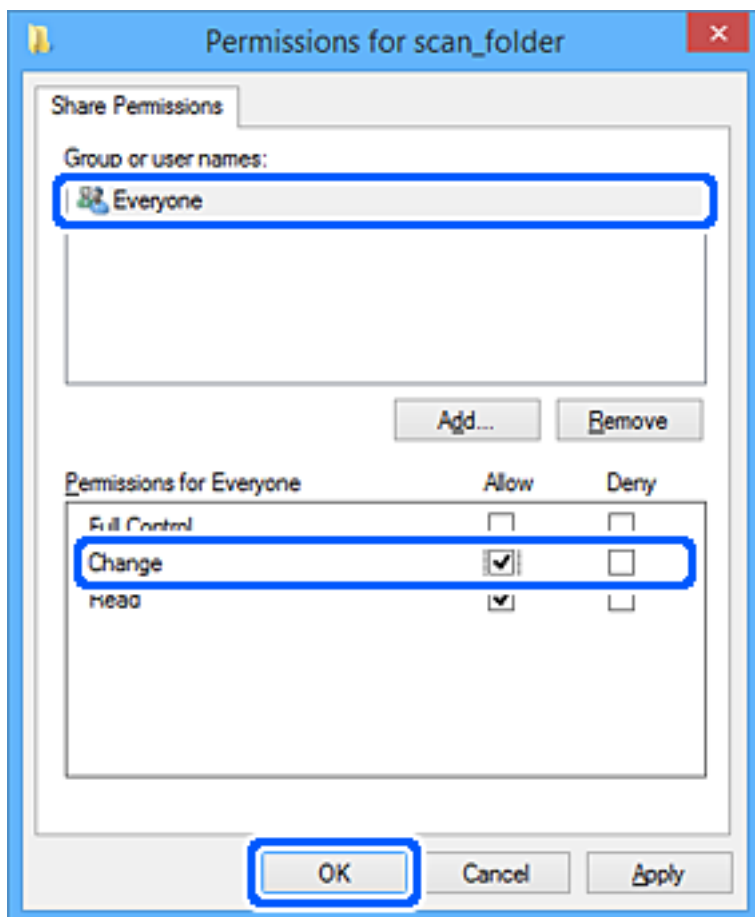 Permissions for scan_folder
Share Permissions
Group or user names:
Everyone
Add... Remove
Permissions for Everyone Allow Deny
Full Control
Change
Read
OK Cancel Apply